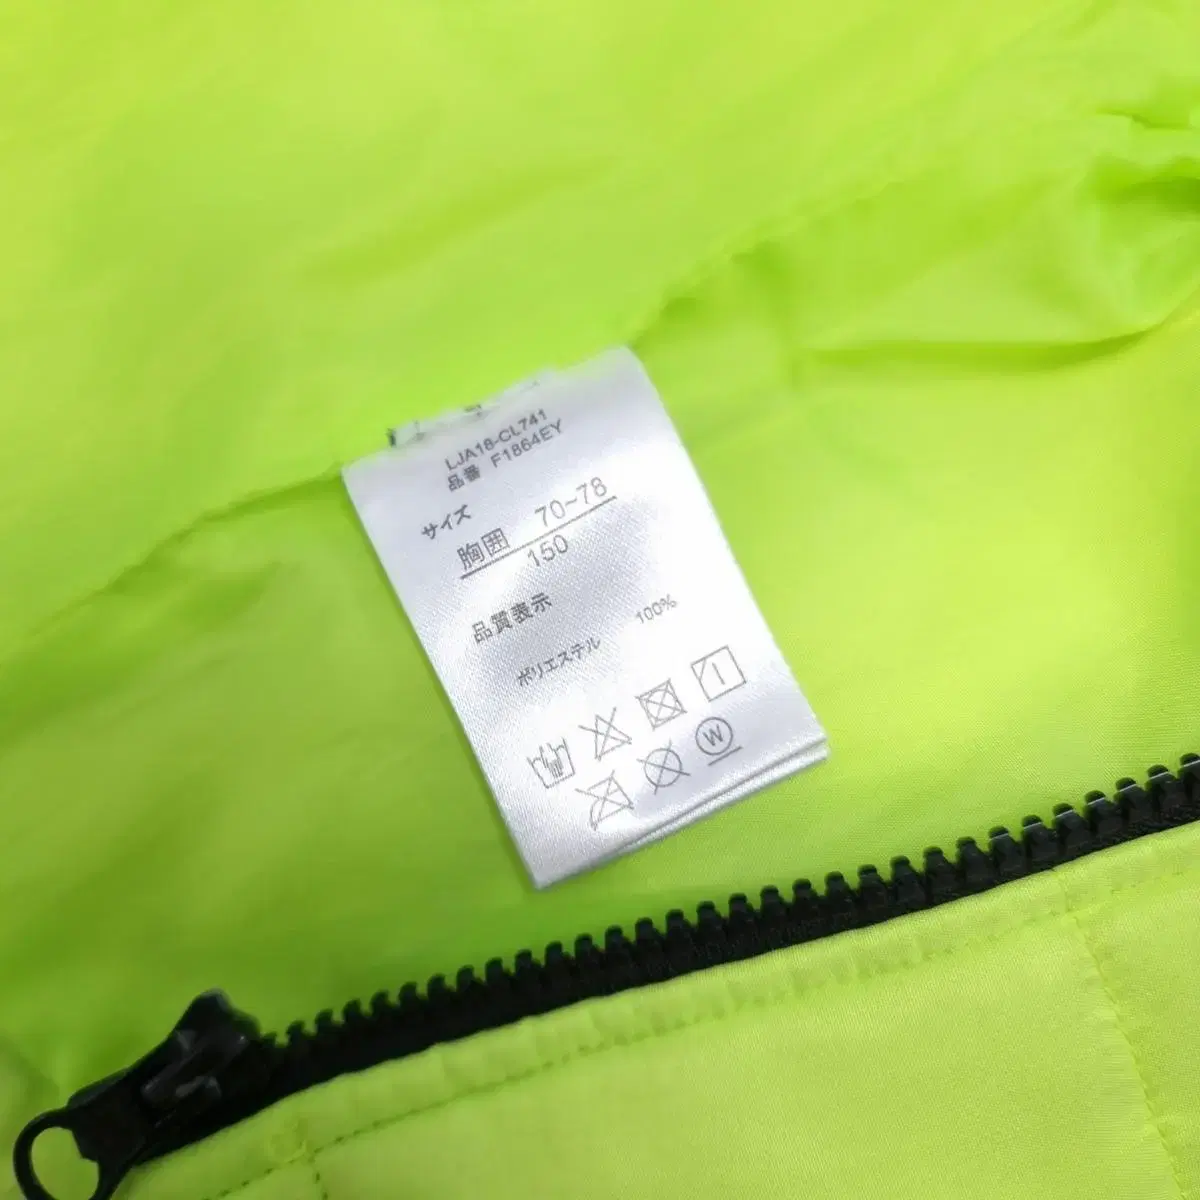 LJA18-CL741
品番 F1864EY
サイズ
胸囲 70~78
150
品質表示
ポリエステル 100%
W